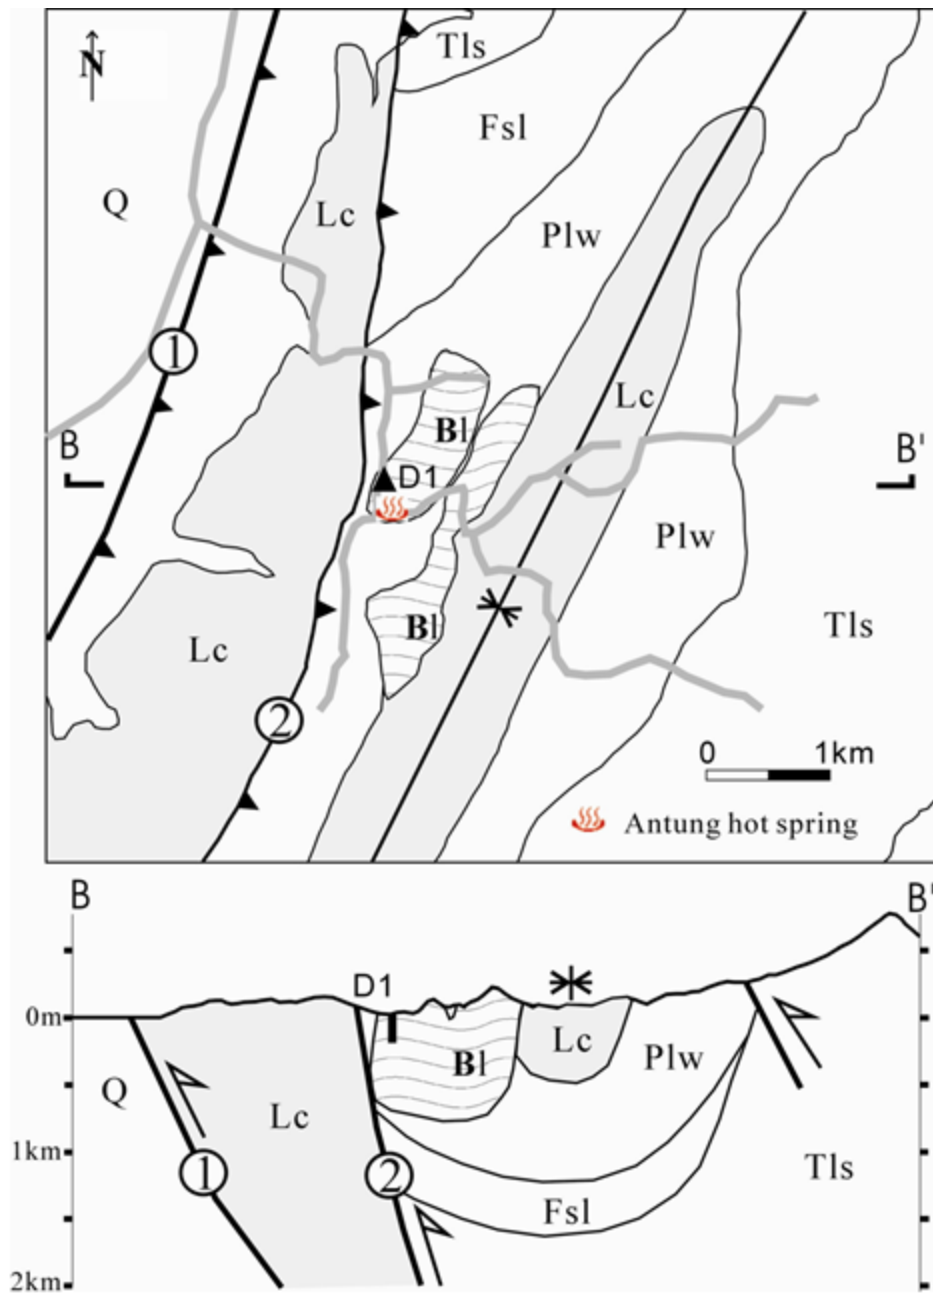 N
Tls
Fsl
Q
Lc
Plw
1
Lc
B
Bl
D1
B'
Plw
Bl
Tls
Lc
2
0 1km
Antung hot spring
B
B'
D1
0m
Bl
Lc
Plw
Q
Lc
1km
1
2
Tls
Fsl
2km